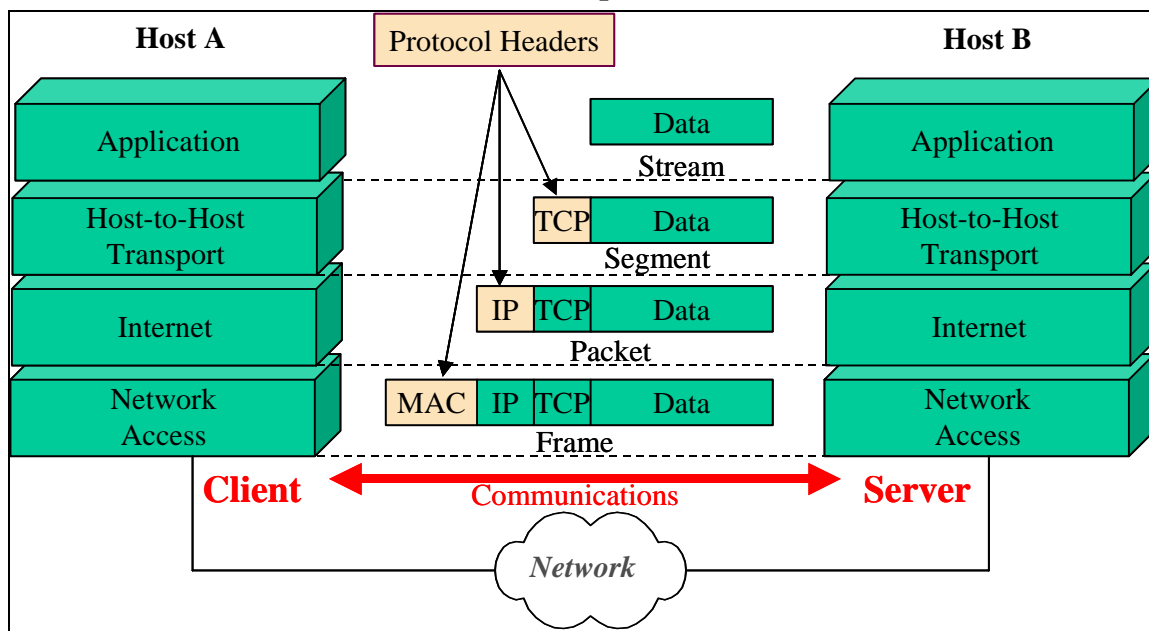 Host A
Protocol Headers
Host B
Application
Data
Application
Stream
Host-to-Host
Transport
TCP
Data
Host-to-Host
Transport
Segment
Internet
IP
TCP
Data
Internet
Packet
Network
Access
MAC
IP
TCP
Data
Network
Access
Frame
Client
Communications
Server
Network